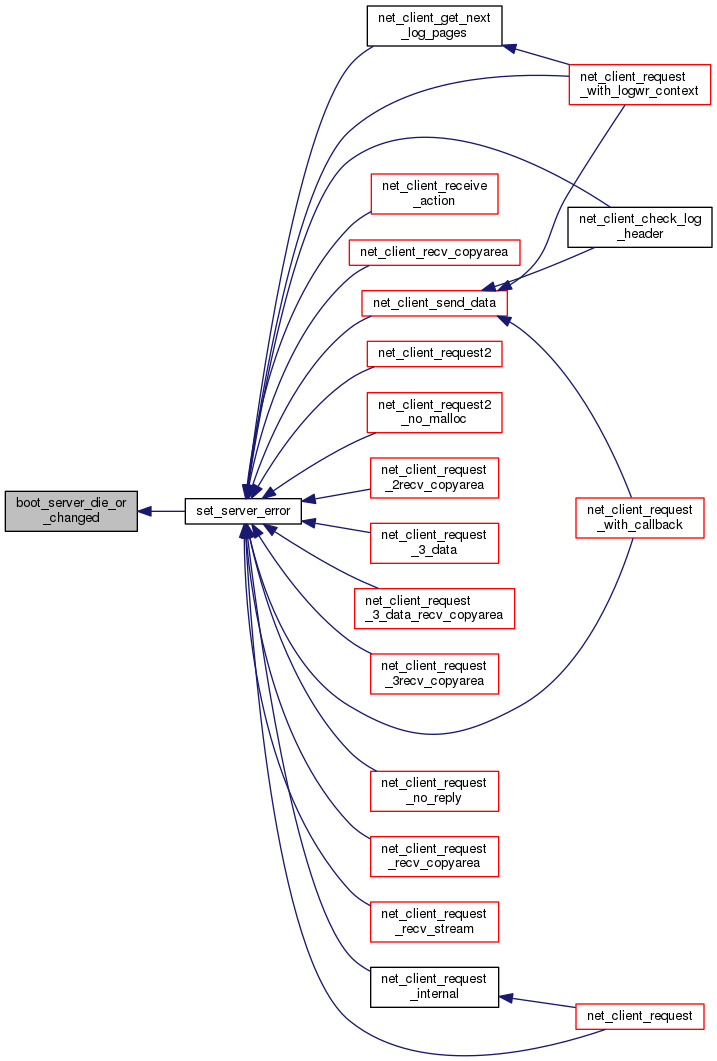 net_client_get_next
_log_pages
net_client_request
_with_logwr_context
net_client_receive
_action
net_client_check_log
_header
net_client_recv_copyarea
net_client_send_data
net_client_request2
net_client_request2
_no_malloc
net_client_request
_2recv_copyarea
boot_server_die_or
_changed
set_server_error
net_client_request
_with_callback
net_client_request
_3_data
net_client_request
_3_data_recv_copyarea
net_client_request
_3recv_copyarea
net_client_request
_no_reply
net_client_request
_recv_copyarea
net_client_request
_recv_stream
net_client_request
_internal
net_client_request